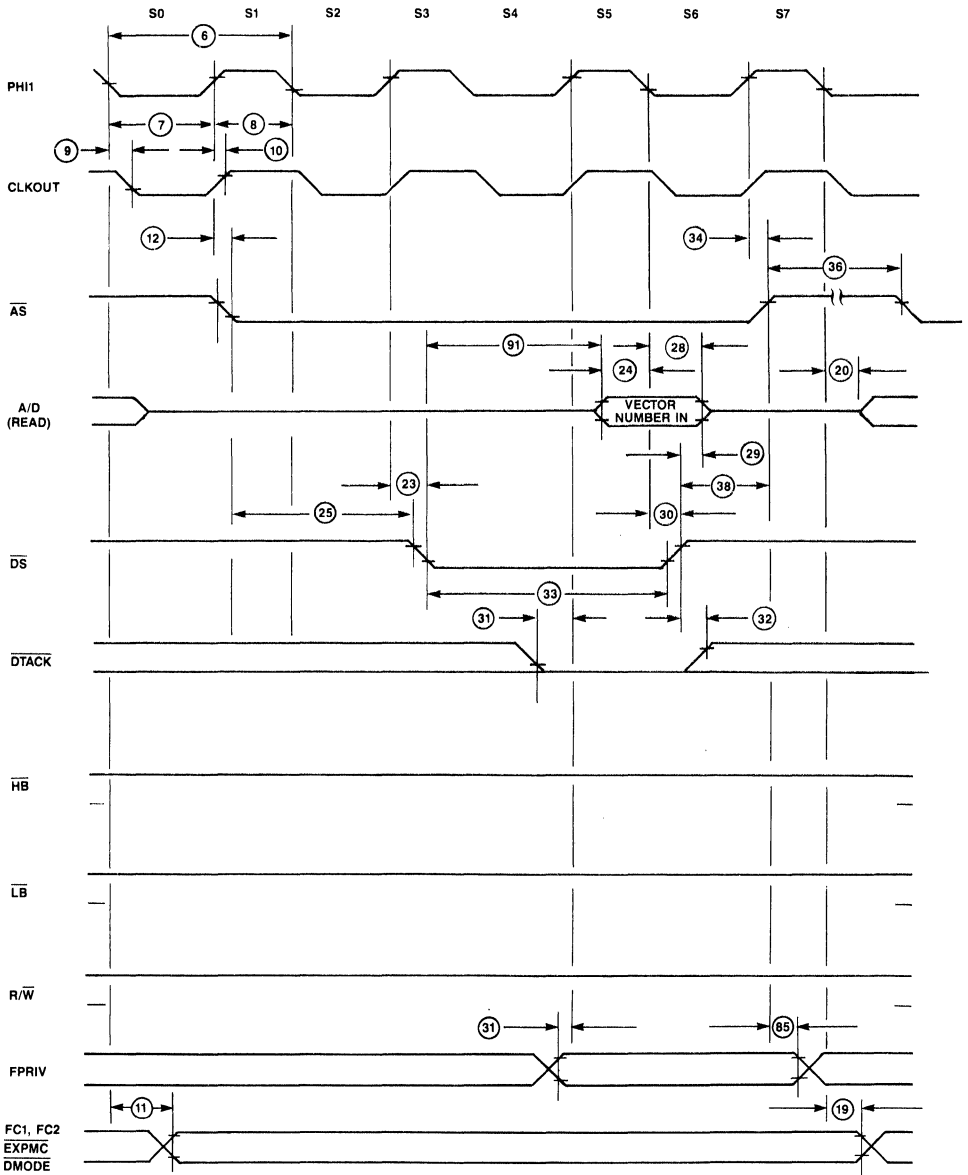 S0 S1 S2 S3 S4 S5 S6 S7
6
PHI1
7 8
9 10
CLKOUT
12 34
36
AS
91 28
24 20
A/D
(READ)
VECTOR
NUMBER IN
29
23 38
25 30
DS
33
31 32
DTACK
HB
LB
R/W
31 85
FPRIV
11 19
FC1, FC2
EXPMC
DMODE